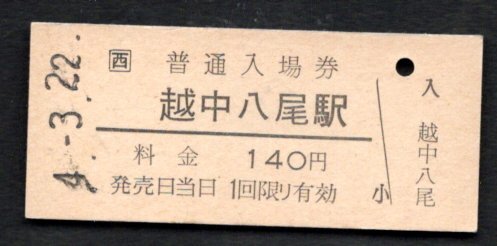 4.-3.22.
西 普通入場券
越中八尾駅
料金 140円
発売日当日 1回限り有効
小
入 越中八尾